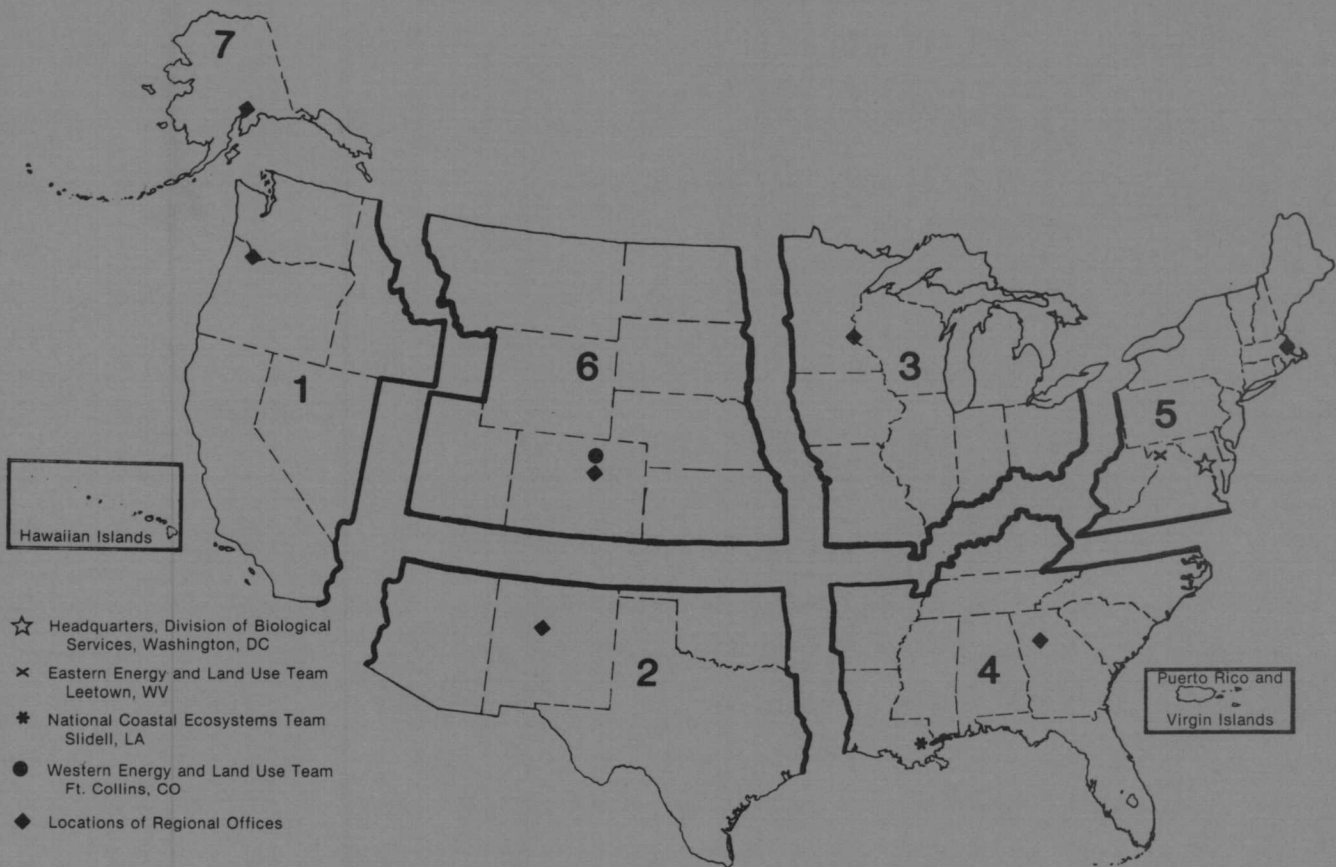 7
6
3
1
5
Hawaiian Islands
☆ Headquarters, Division of Biological
Services, Washington, DC
× Eastern Energy and Land Use Team
Leetown, WV
* National Coastal Ecosystems Team
Slidell, LA
● Western Energy and Land Use Team
Ft. Collins, CO
◆ Locations of Regional Offices
2
4
Puerto Rico and
Virgin Islands